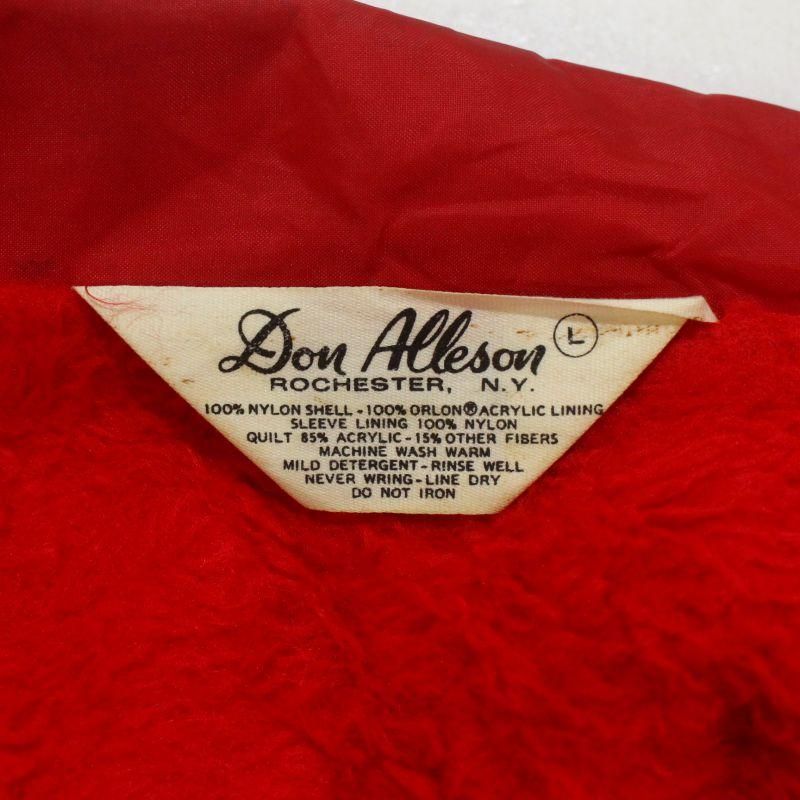 Don Alleson L
ROCHESTER, N.Y.
100% NYLON SHELL-100% ORLON® ACRYLIC LINING
SLEEVE LINING 100% NYLON
QUILT 85% ACRYLIC-15% OTHER FIBERS
MACHINE WASH WARM
MILD DETERGENT-RINSE WELL
NEVER WRING-LINE DRY
DO NOT IRON